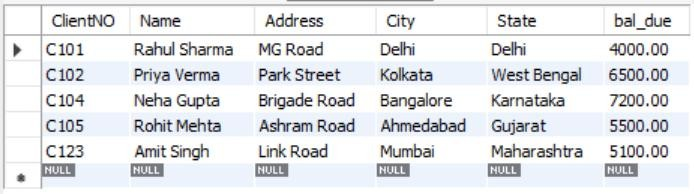 ClientNO Name Address City State bal_due
C101 Rahul Sharma MG Road Delhi Delhi 4000.00
C102 Priya Verma Park Street Kolkata West Bengal 6500.00
C104 Neha Gupta Brigade Road Bangalore Karnataka 7200.00
C105 Rohit Mehta Ashram Road Ahmedabad Gujarat 5500.00
C123 Amit Singh Link Road Mumbai Maharashtra 5100.00
NULL NULL NULL NULL NULL NULL